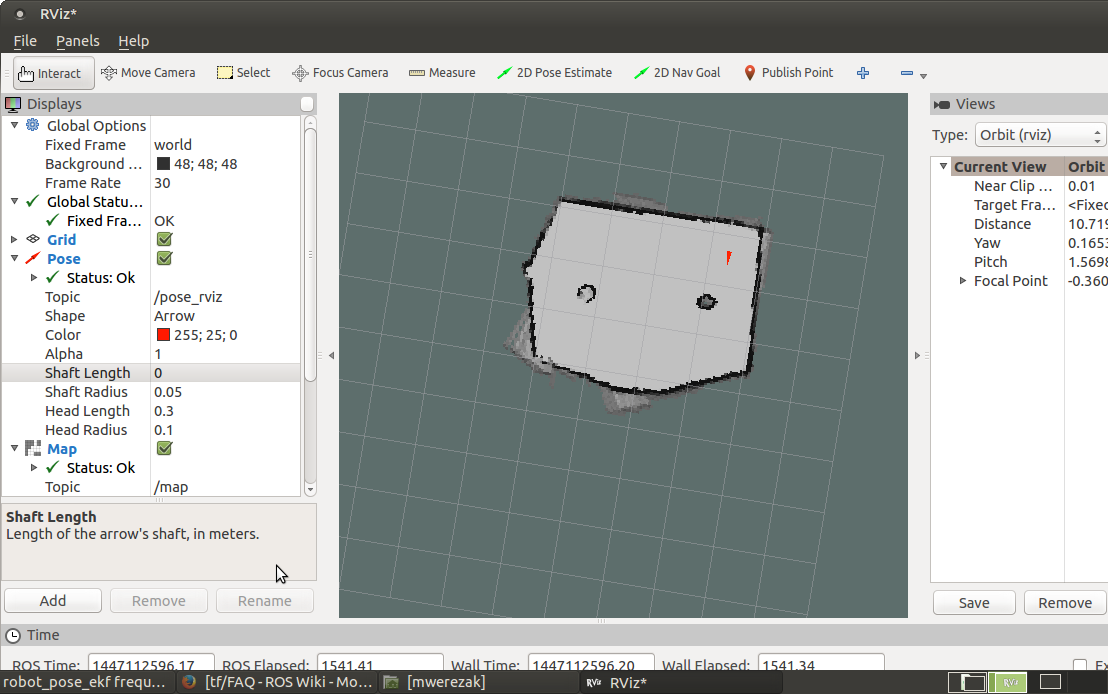 RViz*
File Panels Help
Interact Move Camera Select Focus Camera Measure 2D Pose Estimate 2D Nav Goal Publish Point
Displays
Global Options
Fixed Frame world
Background ... 48; 48; 48
Frame Rate 30
Global Statu...
Fixed Fra... OK
Grid
Pose
Status: Ok
Topic /pose_rviz
Shape Arrow
Color 255; 25; 0
Alpha 1
Shaft Length 0
Shaft Radius 0.05
Head Length 0.3
Head Radius 0.1
Map
Status: Ok
Topic /map
Shaft Length
Length of the arrow's shaft, in meters.
Add Remove Rename
Views
Type: Orbit (rviz)
Current View Orbit
Near Clip ... 0.01
Target Fra... <Fixed
Distance 10.719
Yaw 0.1653
Pitch 1.5698
Focal Point -0.360
Save Remove
Time
ROS Time: 1447112596.17 ROS Elapsed: 1541.41 Wall Time: 1447112596.20 Wall Elapsed: 1541.34 Ex
robot_pose_ekf frequ... [tf/FAQ - ROS Wiki - Mo... [mwerezak] RViz RViz* RViz